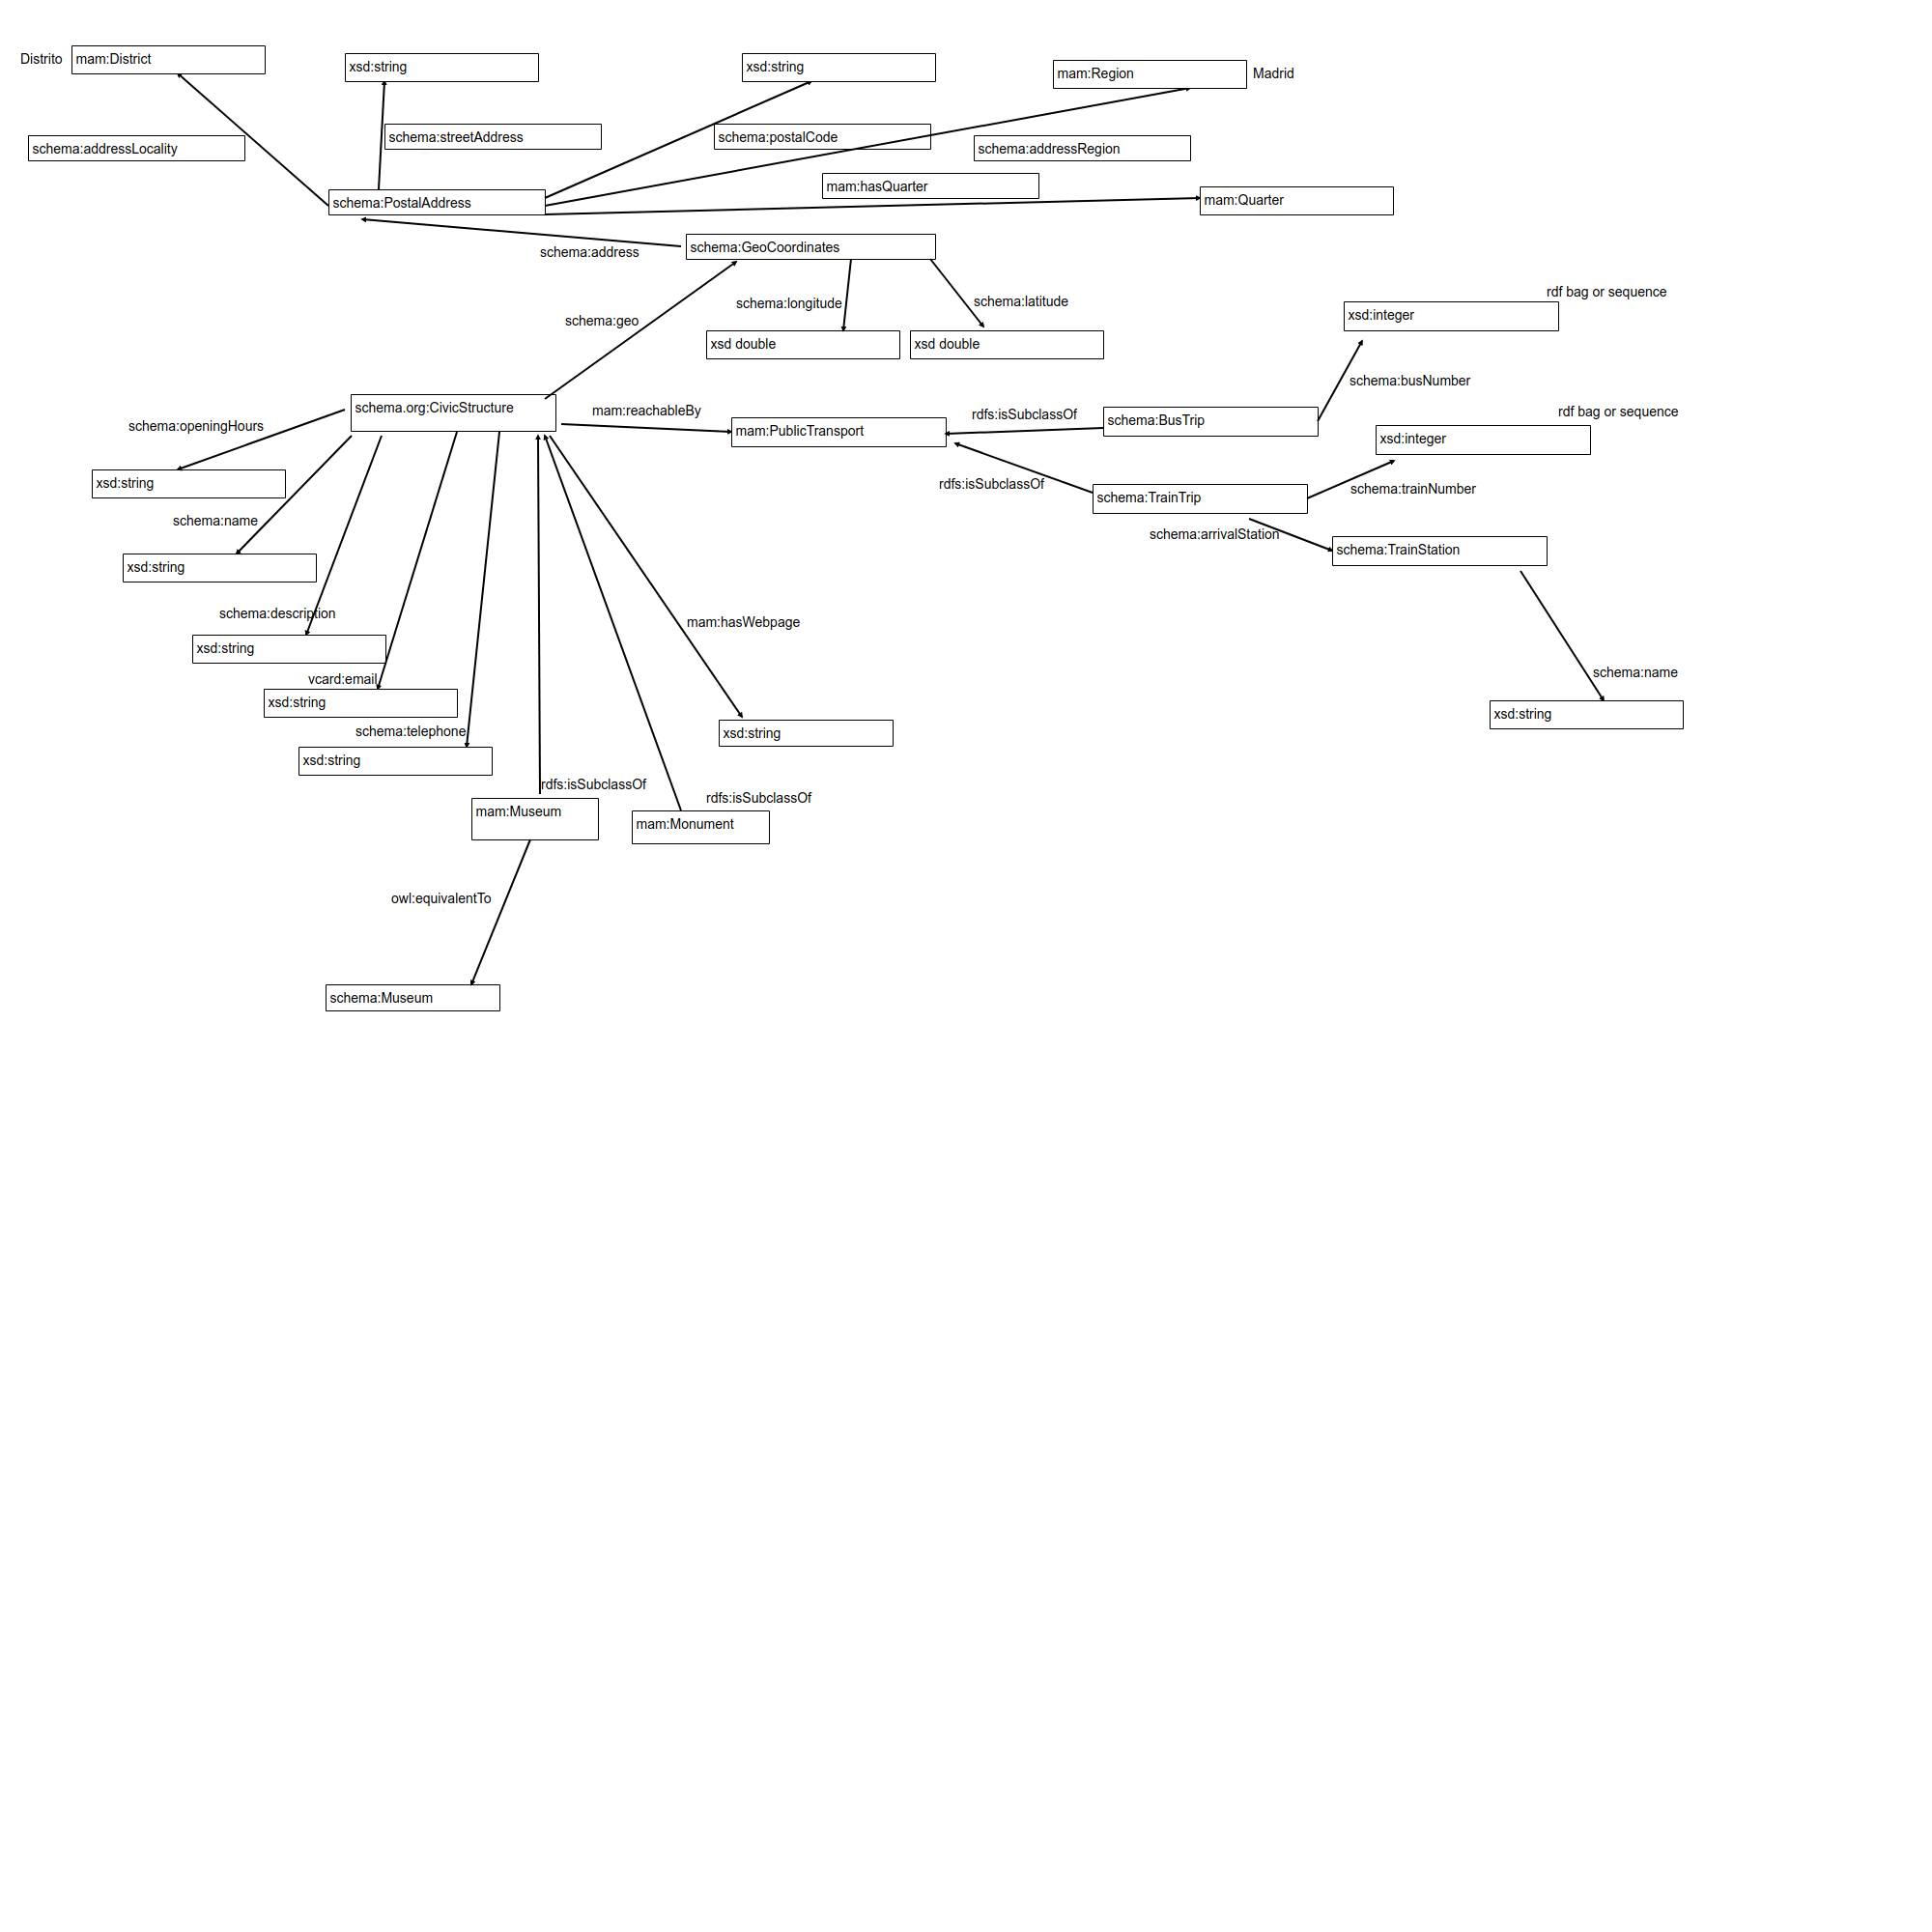 Distrito
mam:District
xsd:string
xsd:string
mam:Region
Madrid
schema:addressLocality
schema:streetAddress
schema:postalCode
schema:addressRegion
mam:hasQuarter
schema:PostalAddress
mam:Quarter
schema:address
schema:GeoCoordinates
schema:geo
schema:longitude
schema:latitude
rdf bag or sequence
xsd:integer
xsd double
xsd double
schema:busNumber
schema.org:CivicStructure
mam:reachableBy
rdfs:isSubclassOf
schema:BusTrip
rdf bag or sequence
schema:openingHours
mam:PublicTransport
xsd:integer
xsd:string
rdfs:isSubclassOf
schema:TrainTrip
schema:trainNumber
schema:name
schema:arrivalStation
schema:TrainStation
xsd:string
schema:description
mam:hasWebpage
xsd:string
vcard:email
schema:name
xsd:string
xsd:string
schema:telephone
xsd:string
xsd:string
rdfs:isSubclassOf
rdfs:isSubclassOf
mam:Museum
mam:Monument
owl:equivalentTo
schema:Museum